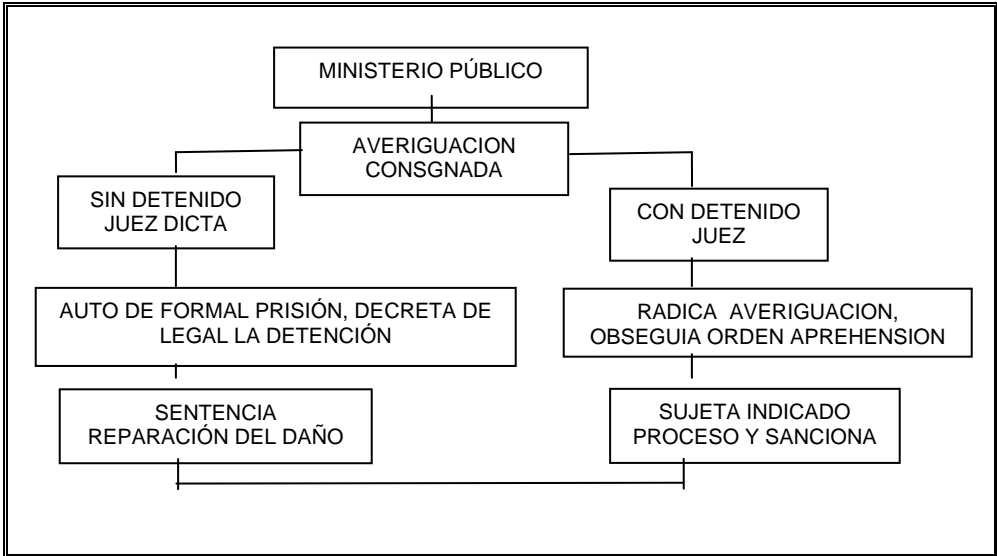 MINISTERIO PÚBLICO
AVERIGUACION
CONSGNADA
SIN DETENIDO
JUEZ DICTA
CON DETENIDO
JUEZ
AUTO DE FORMAL PRISIÓN, DECRETA DE
LEGAL LA DETENCIÓN
RADICA AVERIGUACION,
OBSEGUIA ORDEN APREHENSION
SENTENCIA
REPARACIÓN DEL DAÑO
SUJETA INDICADO
PROCESO Y SANCIONA